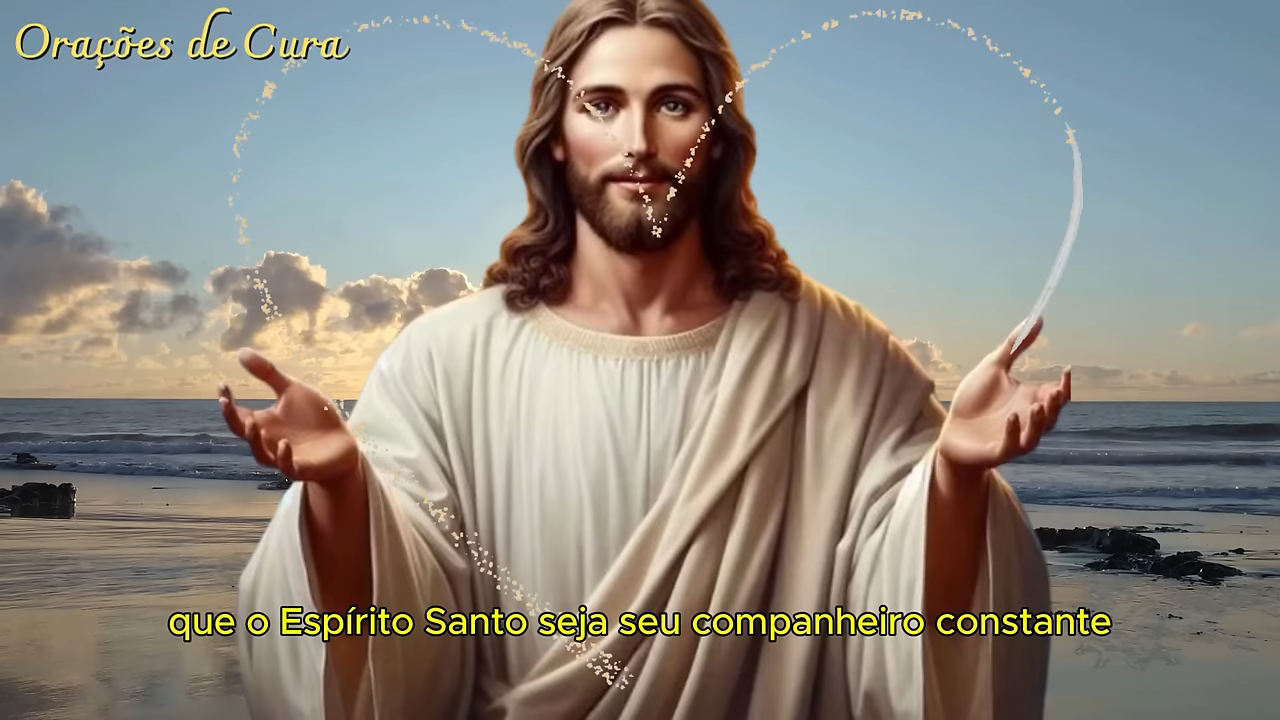 Orações de Cura
que o Espírito Santo seja seu companheiro constante